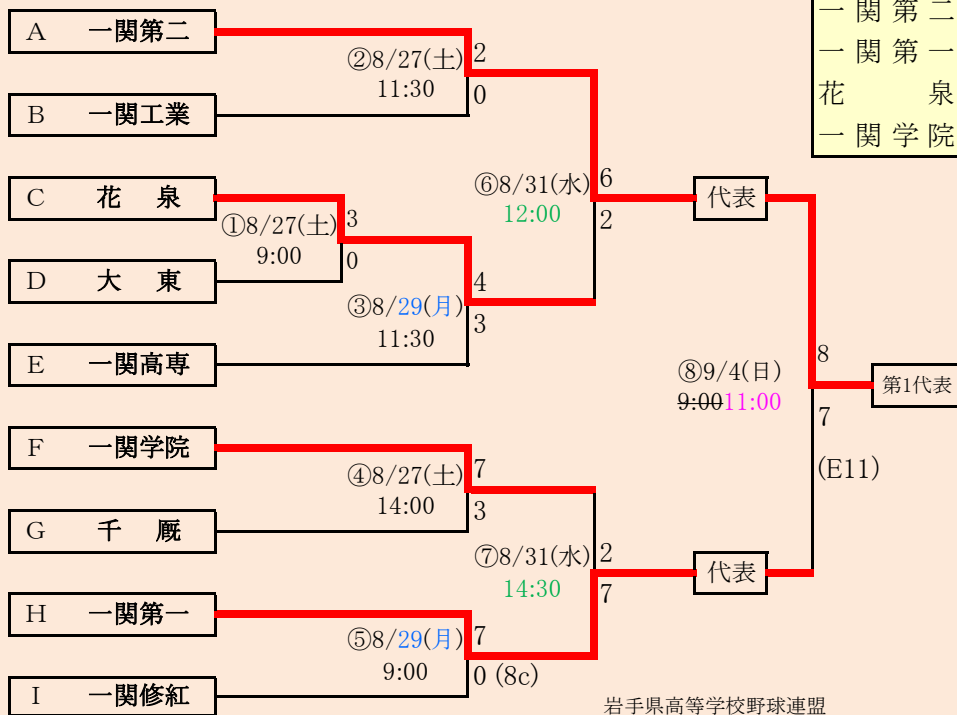 一関第二
一関第一
花泉
一関学院
A 一関第二
②8/27(土)
11:30
2
0
B 一関工業
C 花泉
①8/27(土)
9:00
3
0
D 大東
③8/29(月)
11:30
4
3
E 一関高専
⑥8/31(水)
12:00
6
2
代表
F 一関学院
④8/27(土)
14:00
7
3
G 千厩
⑦8/31(水)
14:30
2
7
代表
H 一関第一
⑤8/29(月)
9:00
7
0 (8c)
I 一関修紅
⑧9/4(日)
9:0011:00
8
7
(E11)
第1代表
岩手県高等学校野球連盟